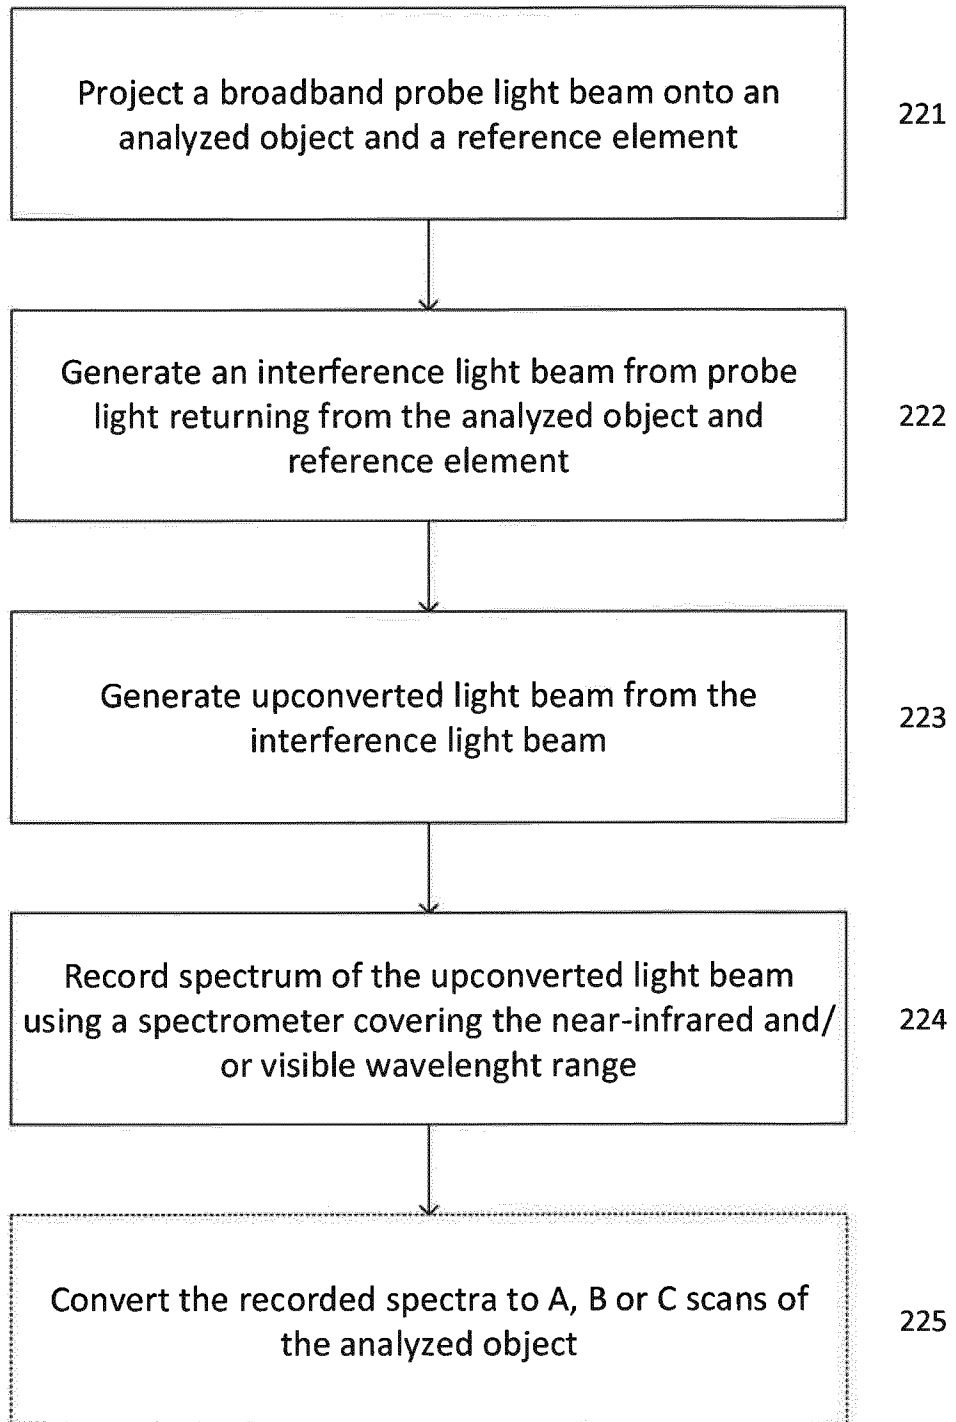 Project a broadband probe light beam onto an
analyzed object and a reference element
221
Generate an interference light beam from probe
light returning from the analyzed object and
reference element
222
Generate upconverted light beam from the
interference light beam
223
Record spectrum of the upconverted light beam
using a spectrometer covering the near-infrared and/
or visible wavelenght range
224
Convert the recorded spectra to A, B or C scans of
the analyzed object
225